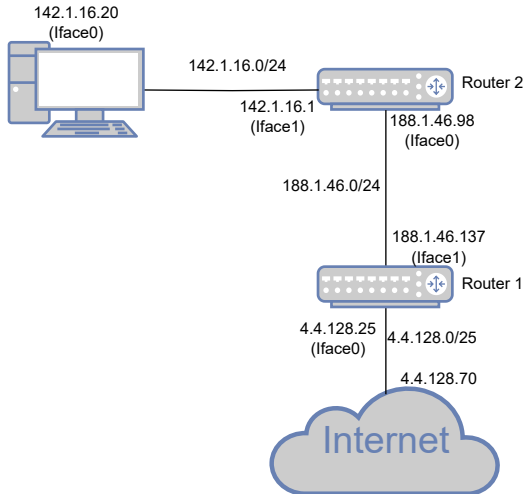 142.1.16.20
(Iface0)
142.1.16.0/24
Router 2
142.1.16.1
(Iface1)
188.1.46.98
(Iface0)
188.1.46.0/24
188.1.46.137
(Iface1)
Router 1
4.4.128.25
(Iface0)
4.4.128.0/25
4.4.128.70
Internet